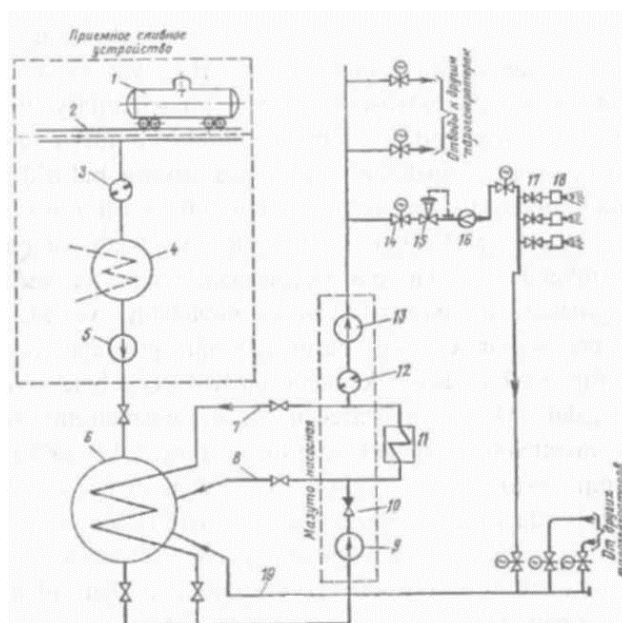 Приемное сливное
устройство
1
2
3
4
5
6
7
8
9
10
11
12
13
14
15
16
17
18
19
Мазутонасосная
Отводы к другим
парогенераторам
От других
парогенераторов